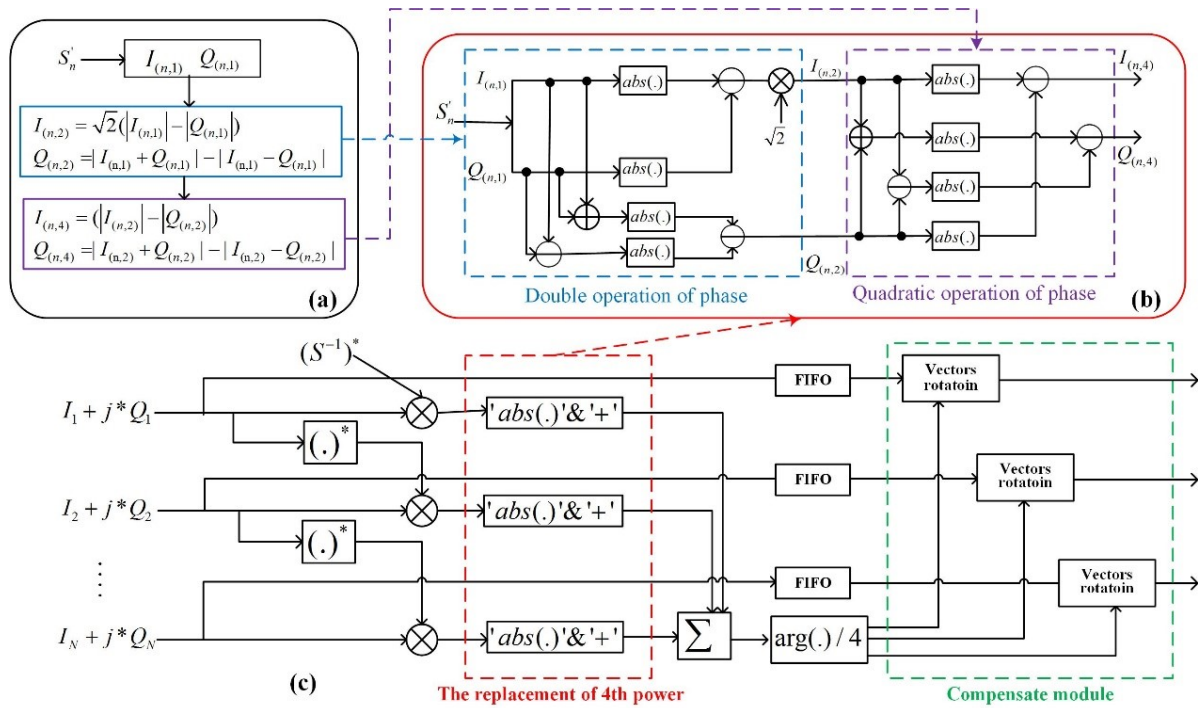 S'ₙ I₍ₙ,₁₎ Q₍ₙ,₁₎
I₍ₙ,₂₎ = √2(|I₍ₙ,₁₎| − |Q₍ₙ,₁₎|)
Q₍ₙ,₂₎ =| I₍ₙ,₁₎ + Q₍ₙ,₁₎ | − | I₍ₙ,₁₎ − Q₍ₙ,₁₎ |
I₍ₙ,₄₎ = (|I₍ₙ,₂₎| − |Q₍ₙ,₂₎|)
Q₍ₙ,₄₎ =| I₍ₙ,₂₎ + Q₍ₙ,₂₎ | − | I₍ₙ,₂₎ − Q₍ₙ,₂₎ |
(a)
I₍ₙ,₁₎
abs(.)
I₍ₙ,₂₎
abs(.)
I₍ₙ,₄₎
S'ₙ
√2
abs(.)
Q₍ₙ,₁₎
abs(.)
Q₍ₙ,₄₎
abs(.)
abs(.)
abs(.)
abs(.)
Q₍ₙ,₂₎
Double operation of phase
Quadratic operation of phase
(b)
(S⁻¹)*
I₁ + j*Q₁
'abs(.)'&'+'
FIFO
Vectors
rotatoin
(.)*
I₂ + j*Q₂
'abs(.)'&'+'
FIFO
Vectors
rotatoin
(.)*
FIFO
Vectors
rotatoin
I_N + j*Q_N
'abs(.)'&'+'
Σ
arg(.) / 4
(c)
The replacement of 4th power
Compensate module